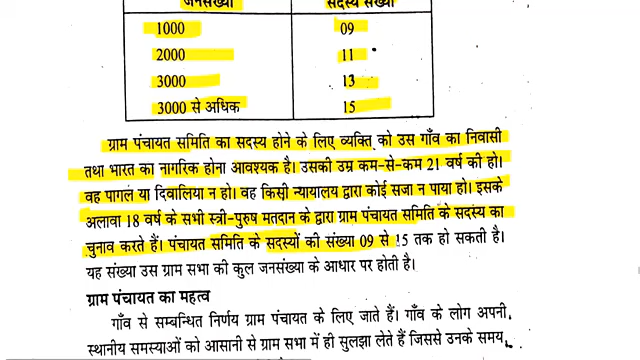 जनसंख्या सदस्य संख्या
1000 09
2000 11
3000 13
3000 से अधिक 15
ग्राम पंचायत समिति का सदस्य होने के लिए व्यक्ति को उस गाँव का निवासी
तथा भारत का नागरिक होना आवश्यक है। उसकी उम्र कम-से-कम 21 वर्ष की हो।
वह पागल या दिवालिया न हो। वह किसी न्यायालय द्वारा कोई सजा न पाया हो। इसके
अलावा 18 वर्ष के सभी स्त्री-पुरुष मतदान के द्वारा ग्राम पंचायत समिति के सदस्य का
चुनाव करते हैं। पंचायत समिति के सदस्यों की संख्या 09 से 15 तक हो सकती है।
यह संख्या उस ग्राम सभा की कुल जनसंख्या के आधार पर होती है।
ग्राम पंचायत का महत्व
गाँव से सम्बन्धित निर्णय ग्राम पंचायत के लिए जाते हैं। गाँव के लोग अपनी
स्थानीय समस्याओं को आसानी से ग्राम सभा में ही सुलझा लेते हैं जिससे उनके समय,